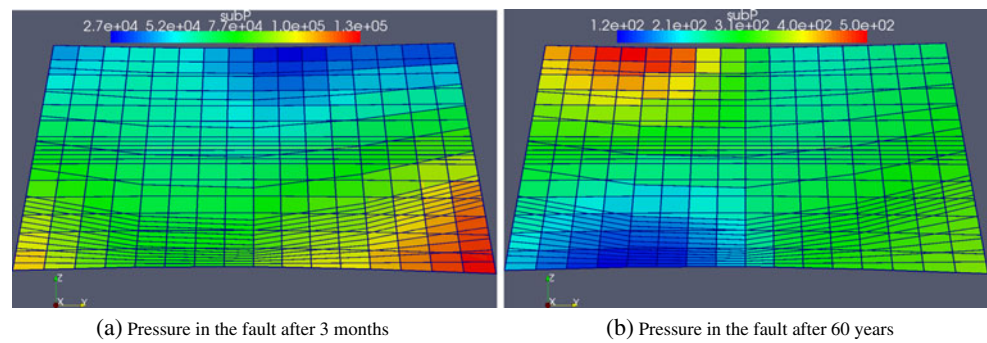 subP
2.7e+04 5.2e+04 7.7e+04 1.0e+05 1.3e+05
Z
X Y
(a) Pressure in the fault after 3 months
subP
1.2e+02 2.1e+02 3.1e+02 4.0e+02 5.0e+02
Z
X Y
(b) Pressure in the fault after 60 years